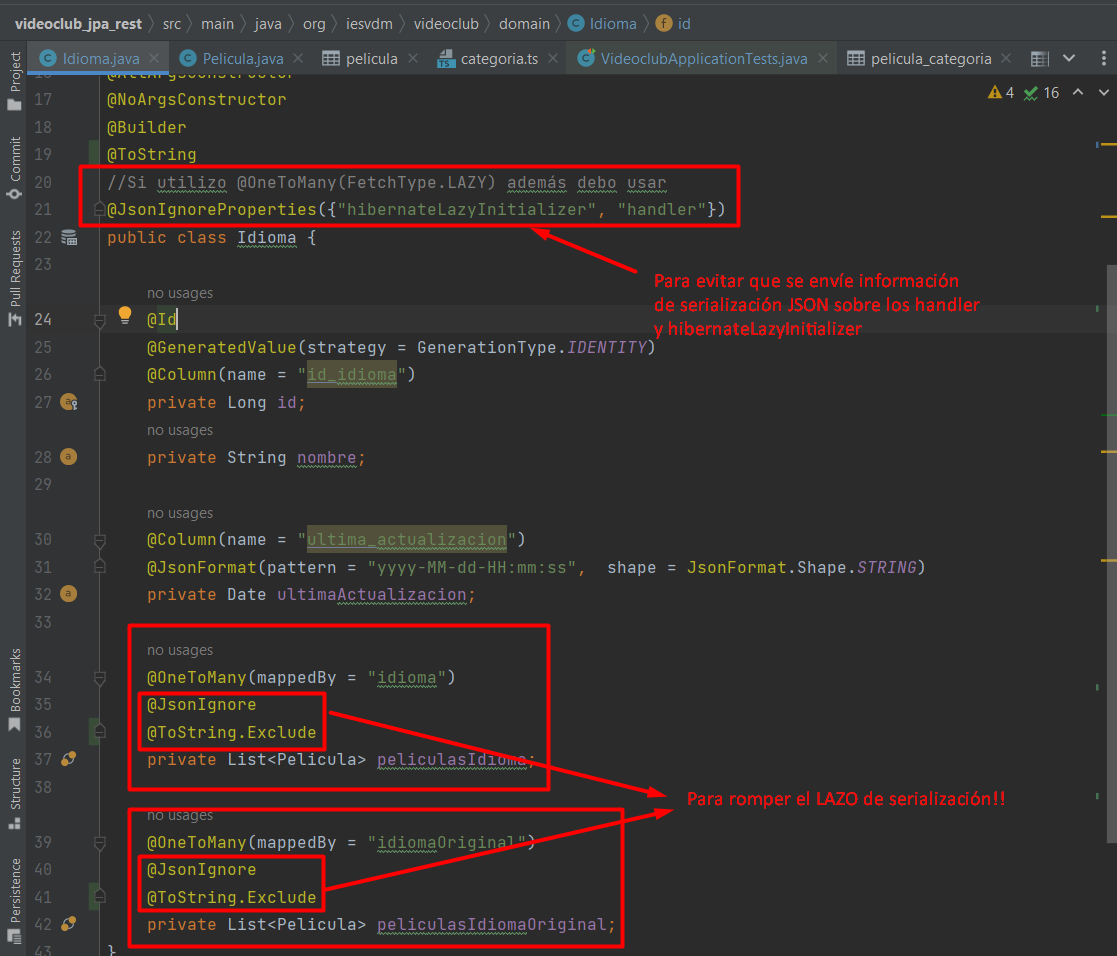 videoclub_jpa_rest > src > main > java > org > iesvdm > videoclub > domain > Idioma > id
Idioma.java Pelicula.java pelicula categoria.ts VideoclubApplicationTests.java pelicula_categoria
Project
Commit
Pull Requests
Bookmarks
Structure
Persistence
4 16
17 @NoArgsConstructor
18 @Builder
19 @ToString
20 //Si utilizo @OneToMany(FetchType.LAZY) además debo usar
21 @JsonIgnoreProperties({"hibernateLazyInitializer", "handler"})
22 public class Idioma {
23
Para evitar que se envíe información
de serialización JSON sobre los handler
y hibernateLazyInitializer
no usages
24 @Id
25 @GeneratedValue(strategy = GenerationType.IDENTITY)
26 @Column(name = "id_idioma")
27 private Long id;
no usages
28 private String nombre;
29
no usages
30 @Column(name = "ultima_actualizacion")
31 @JsonFormat(pattern = "yyyy-MM-dd-HH:mm:ss", shape = JsonFormat.Shape.STRING)
32 private Date ultimaActualizacion;
33
no usages
34 @OneToMany(mappedBy = "idioma")
35 @JsonIgnore
36 @ToString.Exclude
37 private List<Pelicula> peliculasIdioma;
38
Para romper el LAZO de serialización!!
no usages
39 @OneToMany(mappedBy = "idiomaOriginal")
40 @JsonIgnore
41 @ToString.Exclude
42 private List<Pelicula> peliculasIdiomaOriginal;
43 }